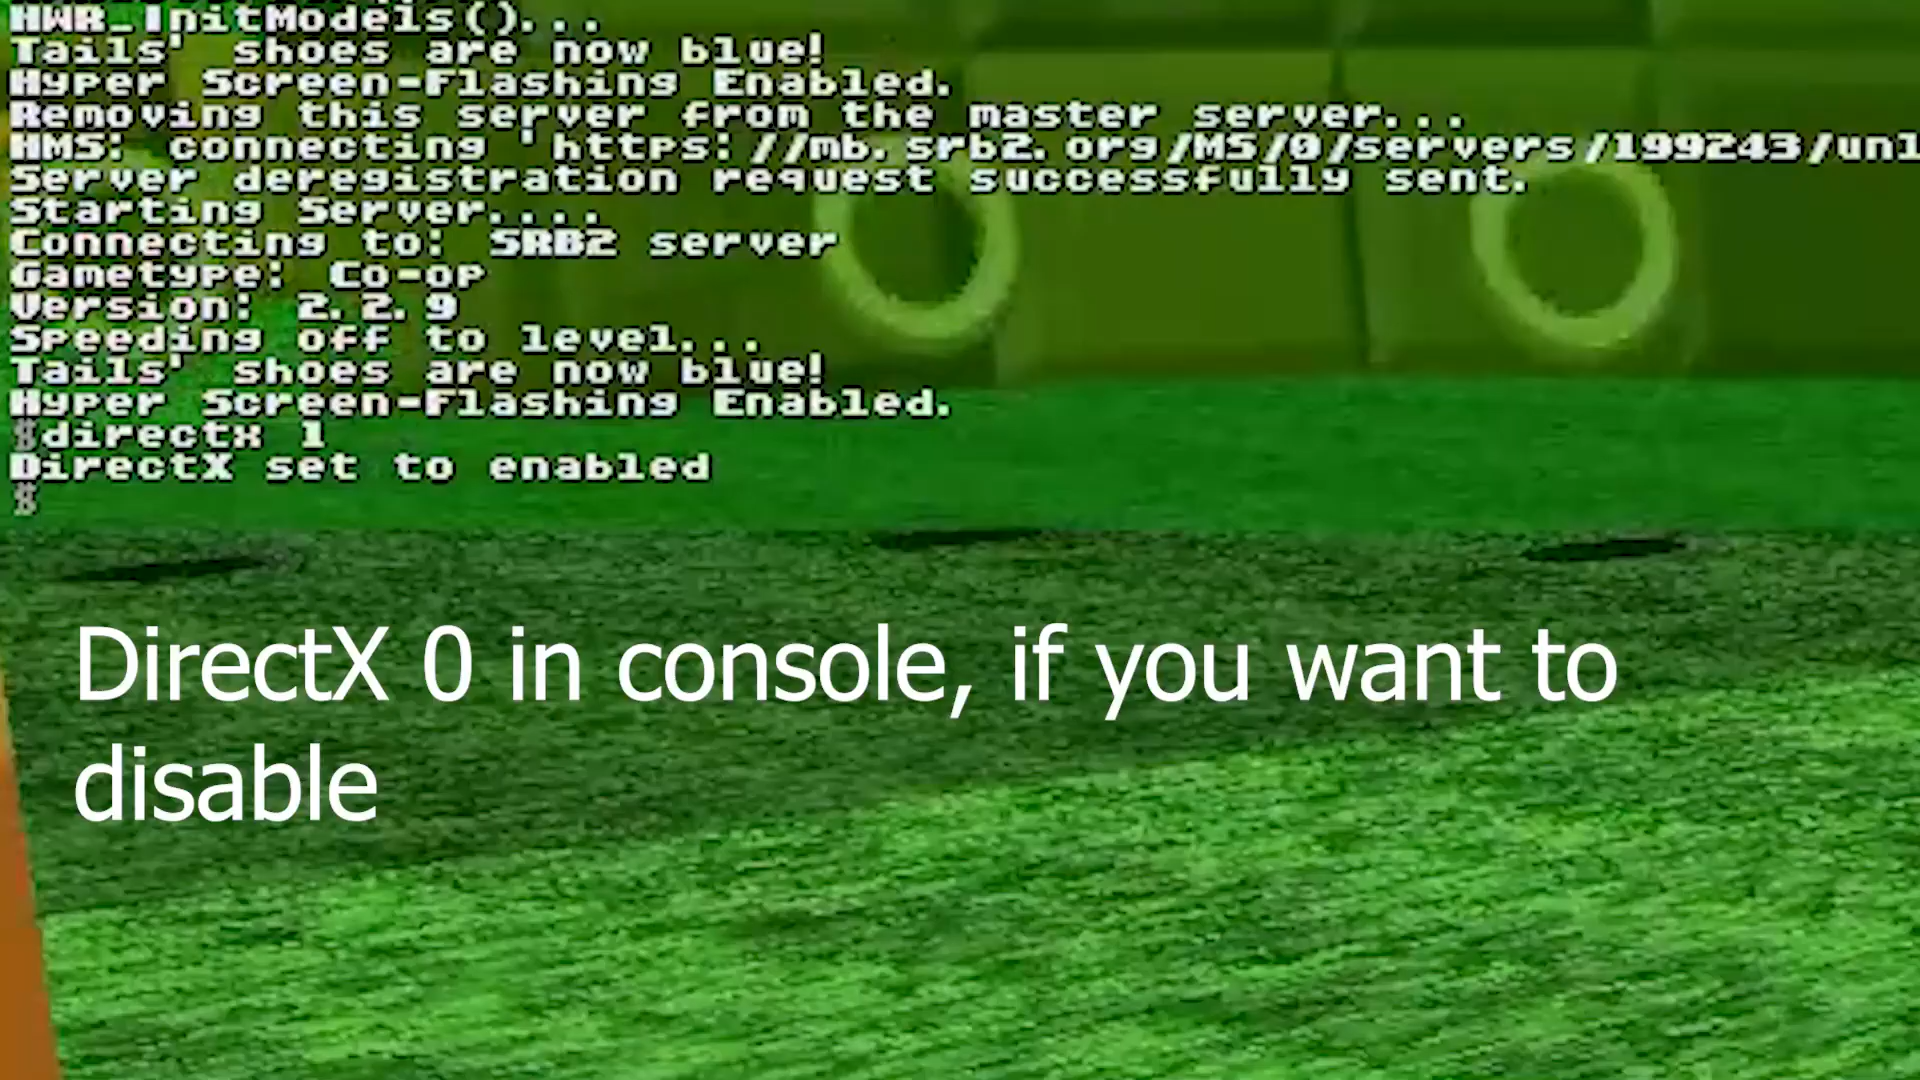 HWR_InitModels()...
Tails' shoes are now blue!
Hyper Screen-Flashing Enabled.
Removing this server from the master server...
HMS: connecting 'https://mb.srb2.org/MS/0/servers/199243/unl
Server deregistration request successfully sent.
Starting Server....
Connecting to: SRB2 server
Gametype: Co-op
Version: 2.2.9
Speeding off to level...
Tails' shoes are now blue!
Hyper Screen-Flashing Enabled.
$directx 1
DirectX set to enabled
$
DirectX 0 in console, if you want to
disable